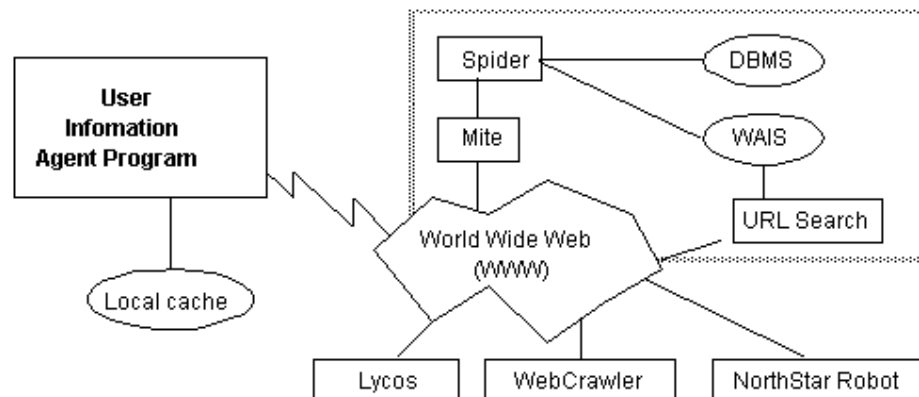 User
Infomation
Agent Program
Local cache
Spider
DBMS
Mite
WAIS
URL Search
World Wide Web
(WWW)
Lycos
WebCrawler
NorthStar Robot